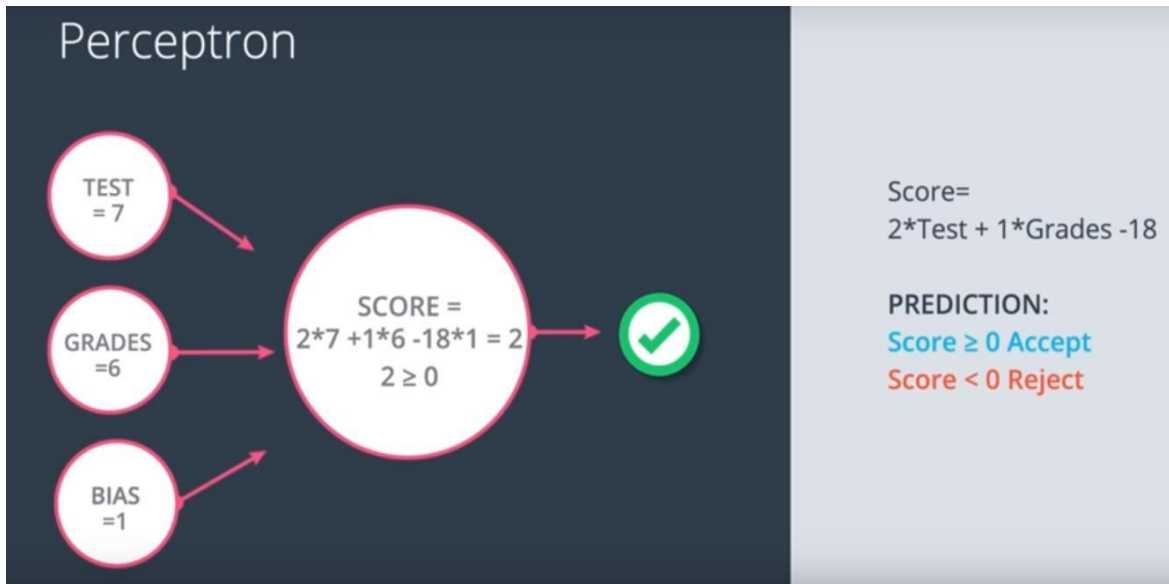 Perceptron
TEST
= 7
GRADES
=6
BIAS
=1
SCORE =
2*7 +1*6 -18*1 = 2
2 ≥ 0
Score=
2*Test + 1*Grades -18
PREDICTION:
Score ≥ 0 Accept
Score < 0 Reject